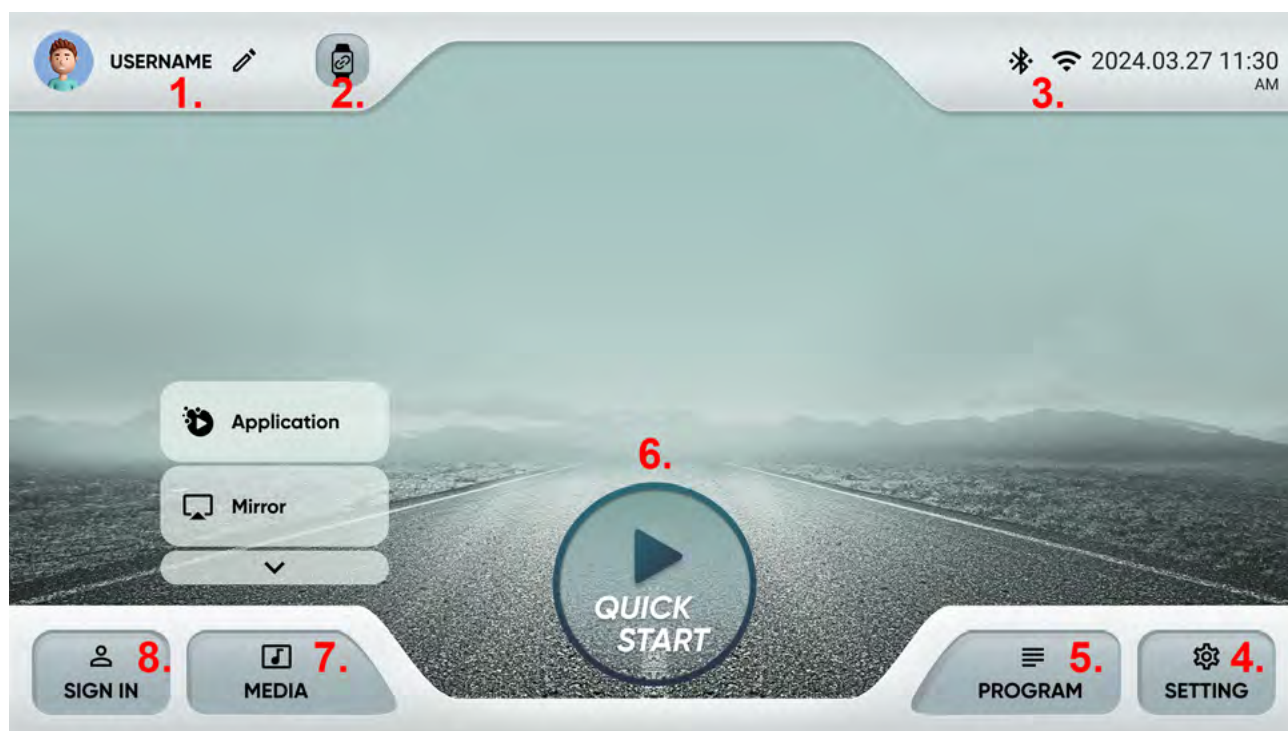 USERNAME
1.
2.
2024.03.27 11:30
AM
3.
Application
Mirror
6.
QUICK
START
8.
SIGN IN
7.
MEDIA
5.
PROGRAM
4.
SETTING